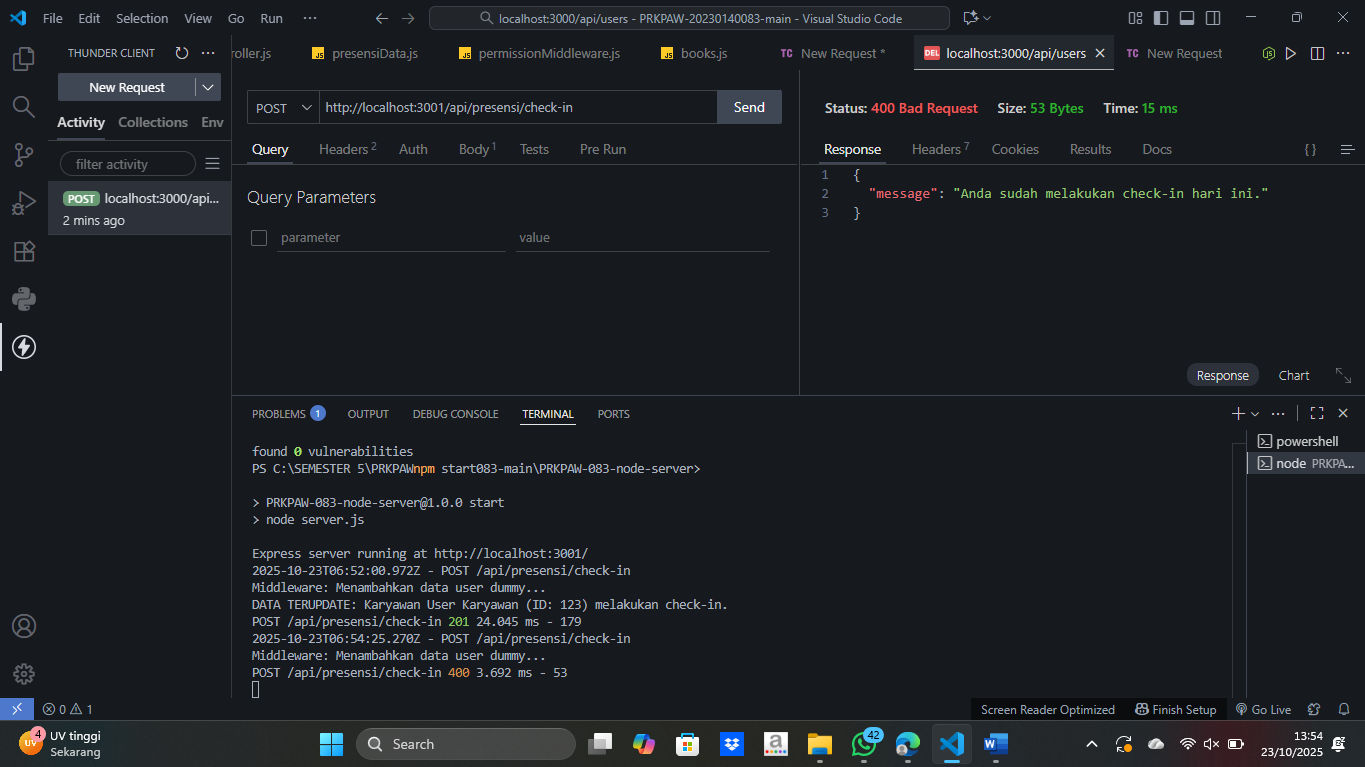 File Edit Selection View Go Run ··· localhost:3000/api/users - PRKPAW-20230140083-main - Visual Studio Code
THUNDER CLIENT ···
roller.js presensiData.js permissionMiddleware.js books.js TC New Request * DEL localhost:3000/api/users TC New Request ···
New Request
Activity Collections Env
filter activity
POST localhost:3000/api...
2 mins ago
POST http://localhost:3001/api/presensi/check-in Send
Query Headers 2 Auth Body 1 Tests Pre Run
Query Parameters
parameter value
Status: 400 Bad Request Size: 53 Bytes Time: 15 ms
Response Headers 7 Cookies Results Docs { }
1 {
2 "message": "Anda sudah melakukan check-in hari ini."
3 }
Response Chart
PROBLEMS 1 OUTPUT DEBUG CONSOLE TERMINAL PORTS ···
found 0 vulnerabilities
PS C:\SEMESTER 5\PRKPAWnpm start083-main\PRKPAW-083-node-server>
> PRKPAW-083-node-server@1.0.0 start
> node server.js
Express server running at http://localhost:3001/
2025-10-23T06:52:00.972Z - POST /api/presensi/check-in
Middleware: Menambahkan data user dummy...
DATA TERUPDATE: Karyawan User Karyawan (ID: 123) melakukan check-in.
POST /api/presensi/check-in 201 24.045 ms - 179
2025-10-23T06:54:25.270Z - POST /api/presensi/check-in
Middleware: Menambahkan data user dummy...
POST /api/presensi/check-in 400 3.692 ms - 53
powershell
node PRKPA...
0 1 Screen Reader Optimized Finish Setup Go Live
UV 4 UV tinggi
Sekarang
Search
a
amazon
42
13:54
23/10/2025